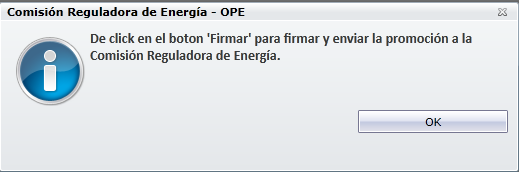 Comisión Reguladora de Energía - OPE
De click en el boton 'Firmar' para firmar y enviar la promoción a la
Comisión Reguladora de Energía.
OK